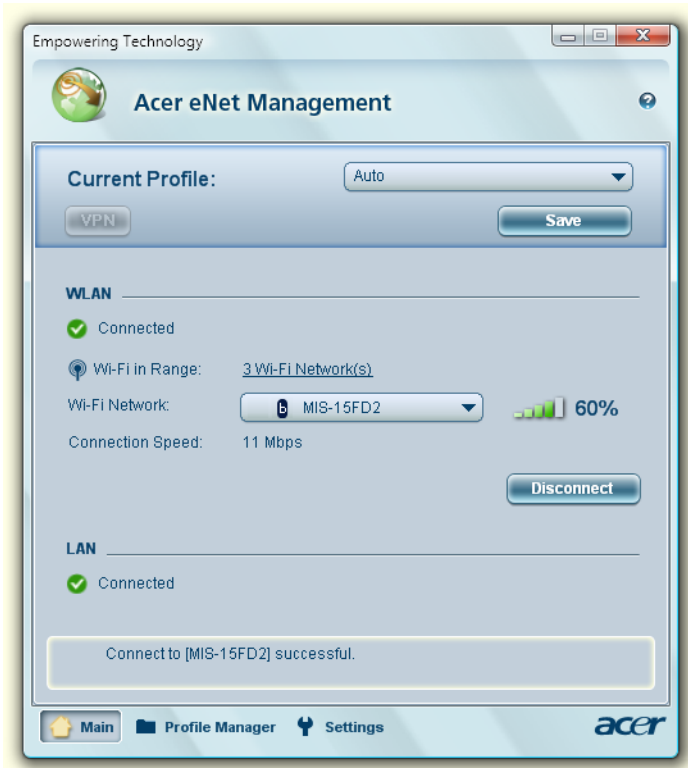 Empowering Technology
Acer eNet Management
?
Current Profile:
Auto
VPN
Save
WLAN
Connected
Wi-Fi in Range:
3 Wi-Fi Network(s)
Wi-Fi Network:
b MIS-15FD2
60%
Connection Speed:
11 Mbps
Disconnect
LAN
Connected
Connect to [MIS-15FD2] successful.
Main
Profile Manager
Settings
acer